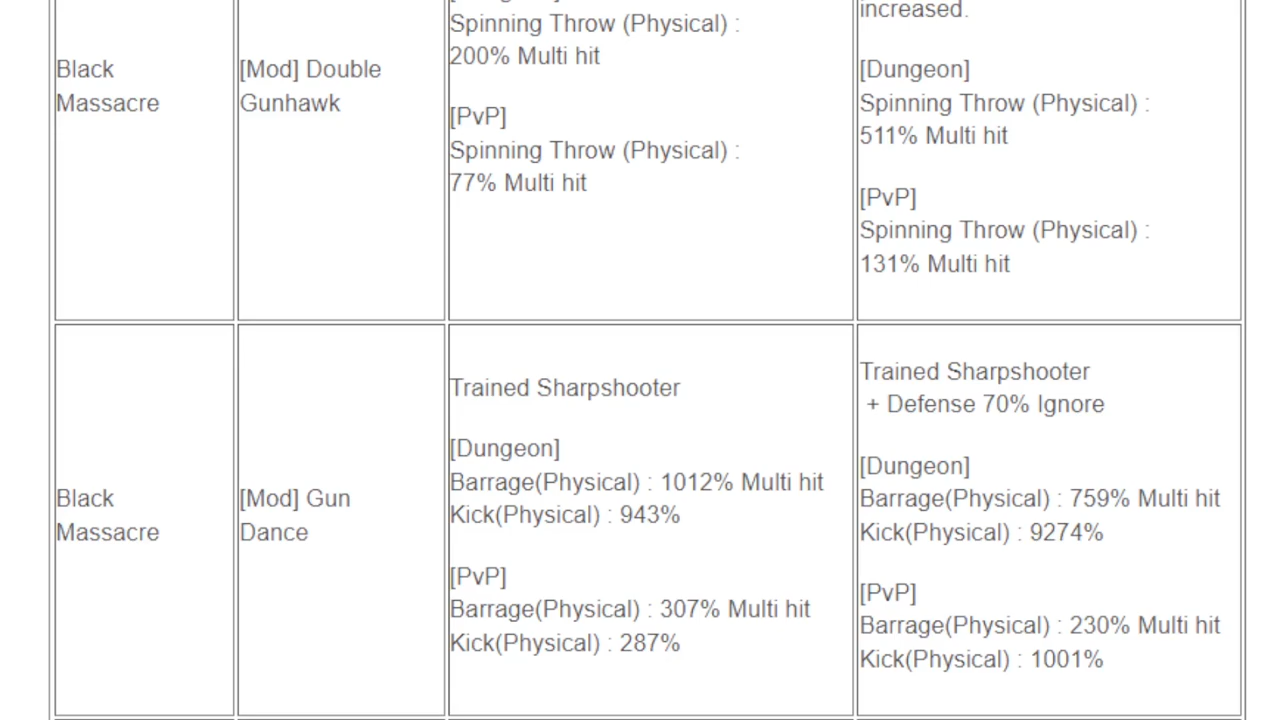 increased.
Spinning Throw (Physical) :
200% Multi hit
Black
Massacre
[Mod] Double
Gunhawk
[PvP]
Spinning Throw (Physical) :
77% Multi hit
[Dungeon]
Spinning Throw (Physical) :
511% Multi hit
[PvP]
Spinning Throw (Physical) :
131% Multi hit
Black
Massacre
[Mod] Gun
Dance
Trained Sharpshooter
[Dungeon]
Barrage(Physical) : 1012% Multi hit
Kick(Physical) : 943%
[PvP]
Barrage(Physical) : 307% Multi hit
Kick(Physical) : 287%
Trained Sharpshooter
+ Defense 70% Ignore
[Dungeon]
Barrage(Physical) : 759% Multi hit
Kick(Physical) : 9274%
[PvP]
Barrage(Physical) : 230% Multi hit
Kick(Physical) : 1001%